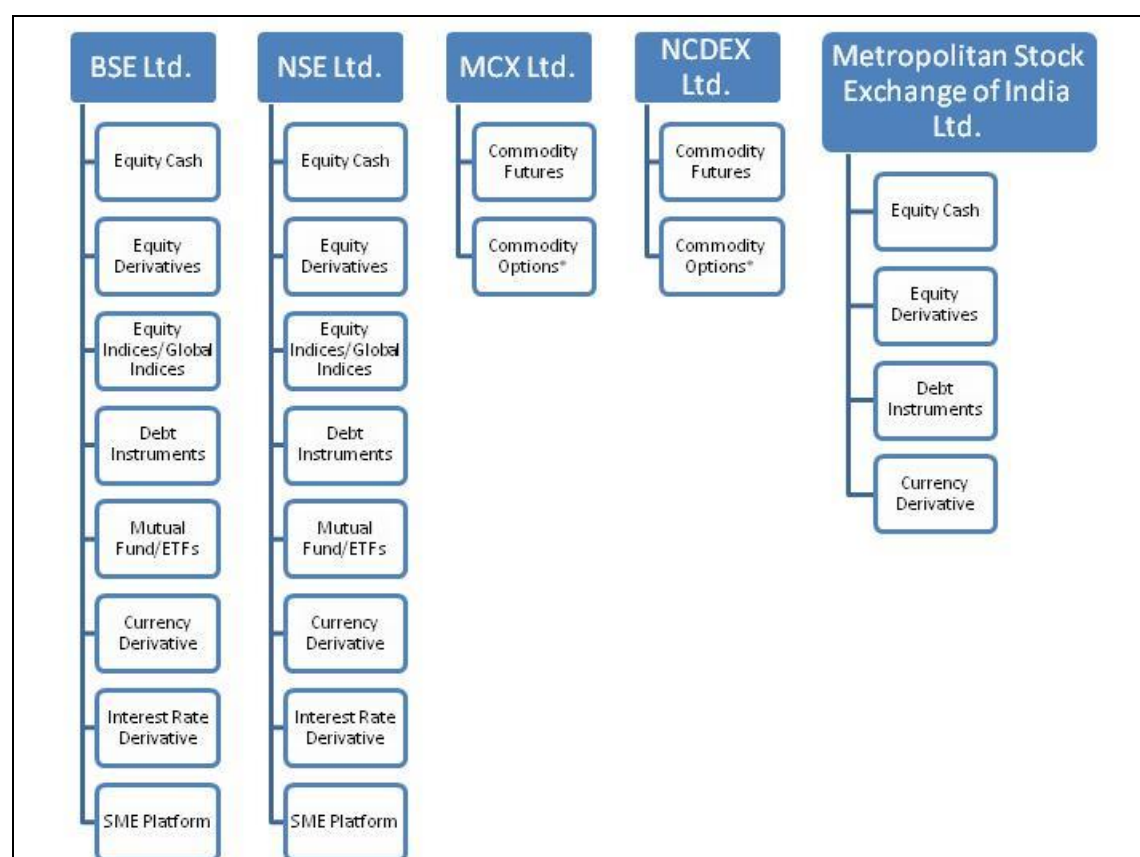 BSE Ltd.
Equity Cash
Equity
Derivatives
Equity
Indices/Global
Indices
Debt
Instruments
Mutual
Fund/ETFs
Currency
Derivative
Interest Rate
Derivative
SME Platform
NSE Ltd.
Equity Cash
Equity
Derivatives
Equity
Indices/Global
Indices
Debt
Instruments
Mutual
Fund/ETFs
Currency
Derivative
Interest Rate
Derivative
SME Platform
MCX Ltd.
Commodity
Futures
Commodity
Options*
NCDEX
Ltd.
Commodity
Futures
Commodity
Options*
Metropolitan Stock
Exchange of India
Ltd.
Equity Cash
Equity
Derivatives
Debt
Instruments
Currency
Derivative